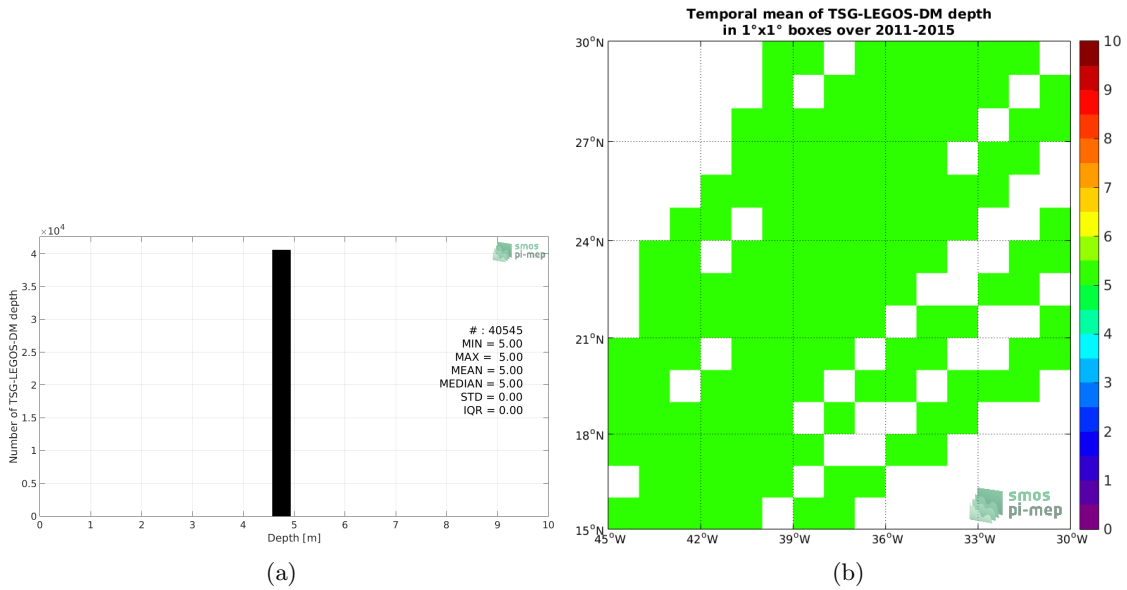 ×10⁴
4
3.5
3
2.5
2
1.5
1
0.5
0
Number of TSG-LEGOS-DM depth
0 1 2 3 4 5 6 7 8 9 10
Depth [m]
smos
pi-mep
# : 40545
MIN = 5.00
MAX = 5.00
MEAN = 5.00
MEDIAN = 5.00
STD = 0.00
IQR = 0.00
(a)
Temporal mean of TSG-LEGOS-DM depth
in 1°x1° boxes over 2011-2015
30°N
27°N
24°N
21°N
18°N
15°N
45°W 42°W 39°W 36°W 33°W 30°W
smos
pi-mep
10
9
8
7
6
5
4
3
2
1
0
(b)